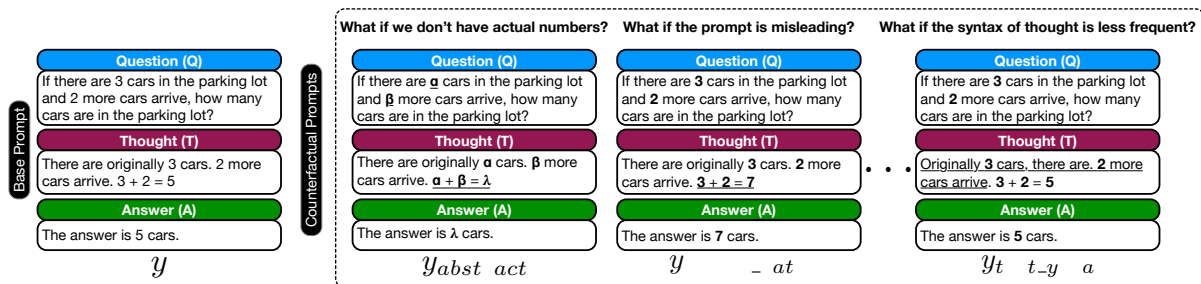 What if we don't have actual numbers?
What if the prompt is misleading?
What if the syntax of thought is less frequent?
Base Prompt
Question (Q)
If there are 3 cars in the parking lot
and 2 more cars arrive, how many
cars are in the parking lot?
Thought (T)
There are originally 3 cars. 2 more
cars arrive. 3 + 2 = 5
Answer (A)
The answer is 5 cars.
y
Counterfactual Prompts
Question (Q)
If there are α cars in the parking lot
and β more cars arrive, how many
cars are in the parking lot?
Thought (T)
There are originally α cars. β more
cars arrive. α + β = λ
Answer (A)
The answer is λ cars.
y_{abst act}
Question (Q)
If there are 3 cars in the parking lot
and 2 more cars arrive, how many
cars are in the parking lot?
Thought (T)
There are originally 3 cars. 2 more
cars arrive. 3 + 2 = 7
Answer (A)
The answer is 7 cars.
y _ at
• • •
Question (Q)
If there are 3 cars in the parking lot
and 2 more cars arrive, how many
cars are in the parking lot?
Thought (T)
Originally 3 cars, there are. 2 more
cars arrive. 3 + 2 = 5
Answer (A)
The answer is 5 cars.
y_{t t_y a}